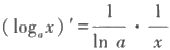 (logₐx)′ = 1/ln a · 1/x